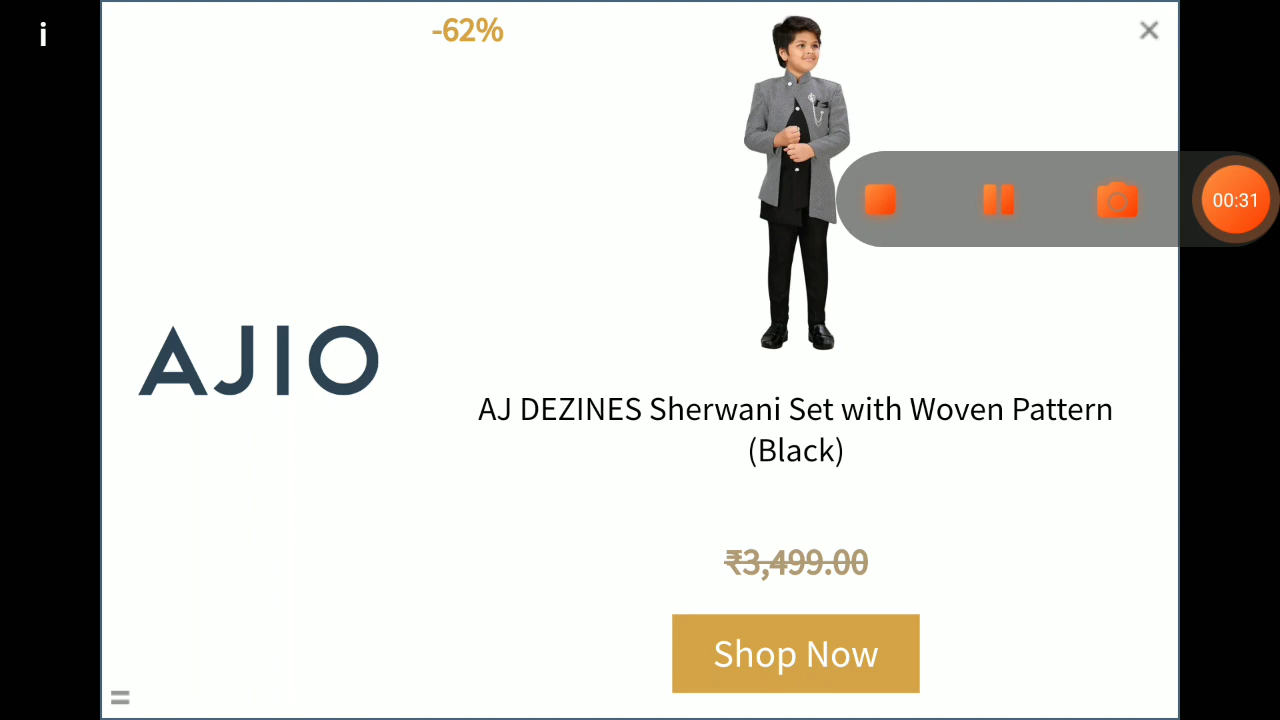 i
-62%
00:31
AJIO
AJ DEZINES Sherwani Set with Woven Pattern
(Black)
₹3,499.00
Shop Now